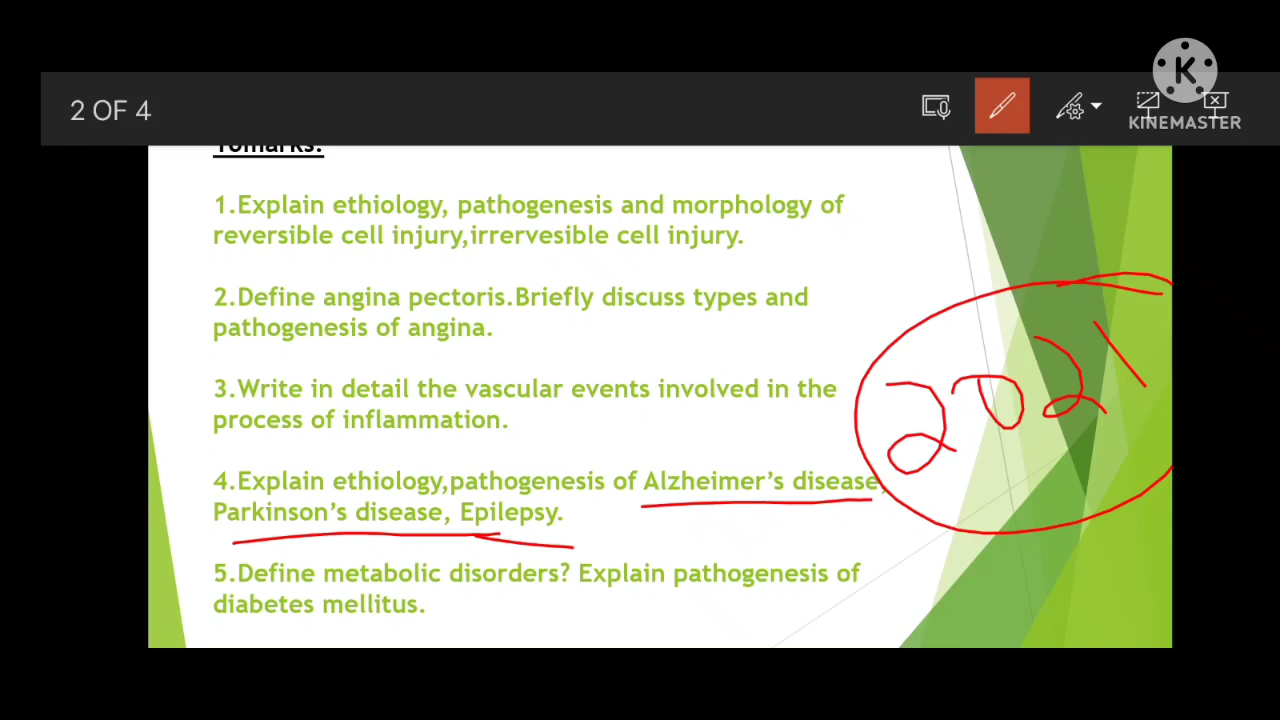 2 OF 4
KINEMASTER
10marks:
1.Explain ethiology, pathogenesis and morphology of
reversible cell injury,irrervesible cell injury.
2.Define angina pectoris.Briefly discuss types and
pathogenesis of angina.
3.Write in detail the vascular events involved in the
process of inflammation.
4.Explain ethiology,pathogenesis of Alzheimer's disease,
Parkinson's disease, Epilepsy.
5.Define metabolic disorders? Explain pathogenesis of
diabetes mellitus.
2021